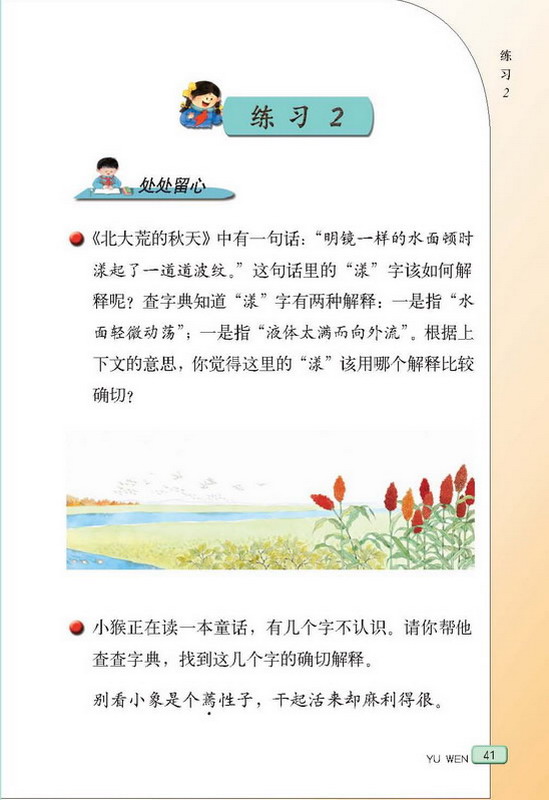 练习2
练习2
处处留心
《北大荒的秋天》中有一句话：“明镜一样的水面顿时
漾起了一道道波纹。”这句话里的“漾”字该如何解
释呢？查字典知道“漾”字有两种解释：一是指“水
面轻微动荡”；一是指“液体太满而向外流”。根据上
下文的意思，你觉得这里的“漾”该用哪个解释比较
确切？
小猴正在读一本童话，有几个字不认识。请你帮他
查查字典，找到这几个字的确切解释。
别看小象是个蔫性子，干起活来却麻利得很。
YU WEN 41